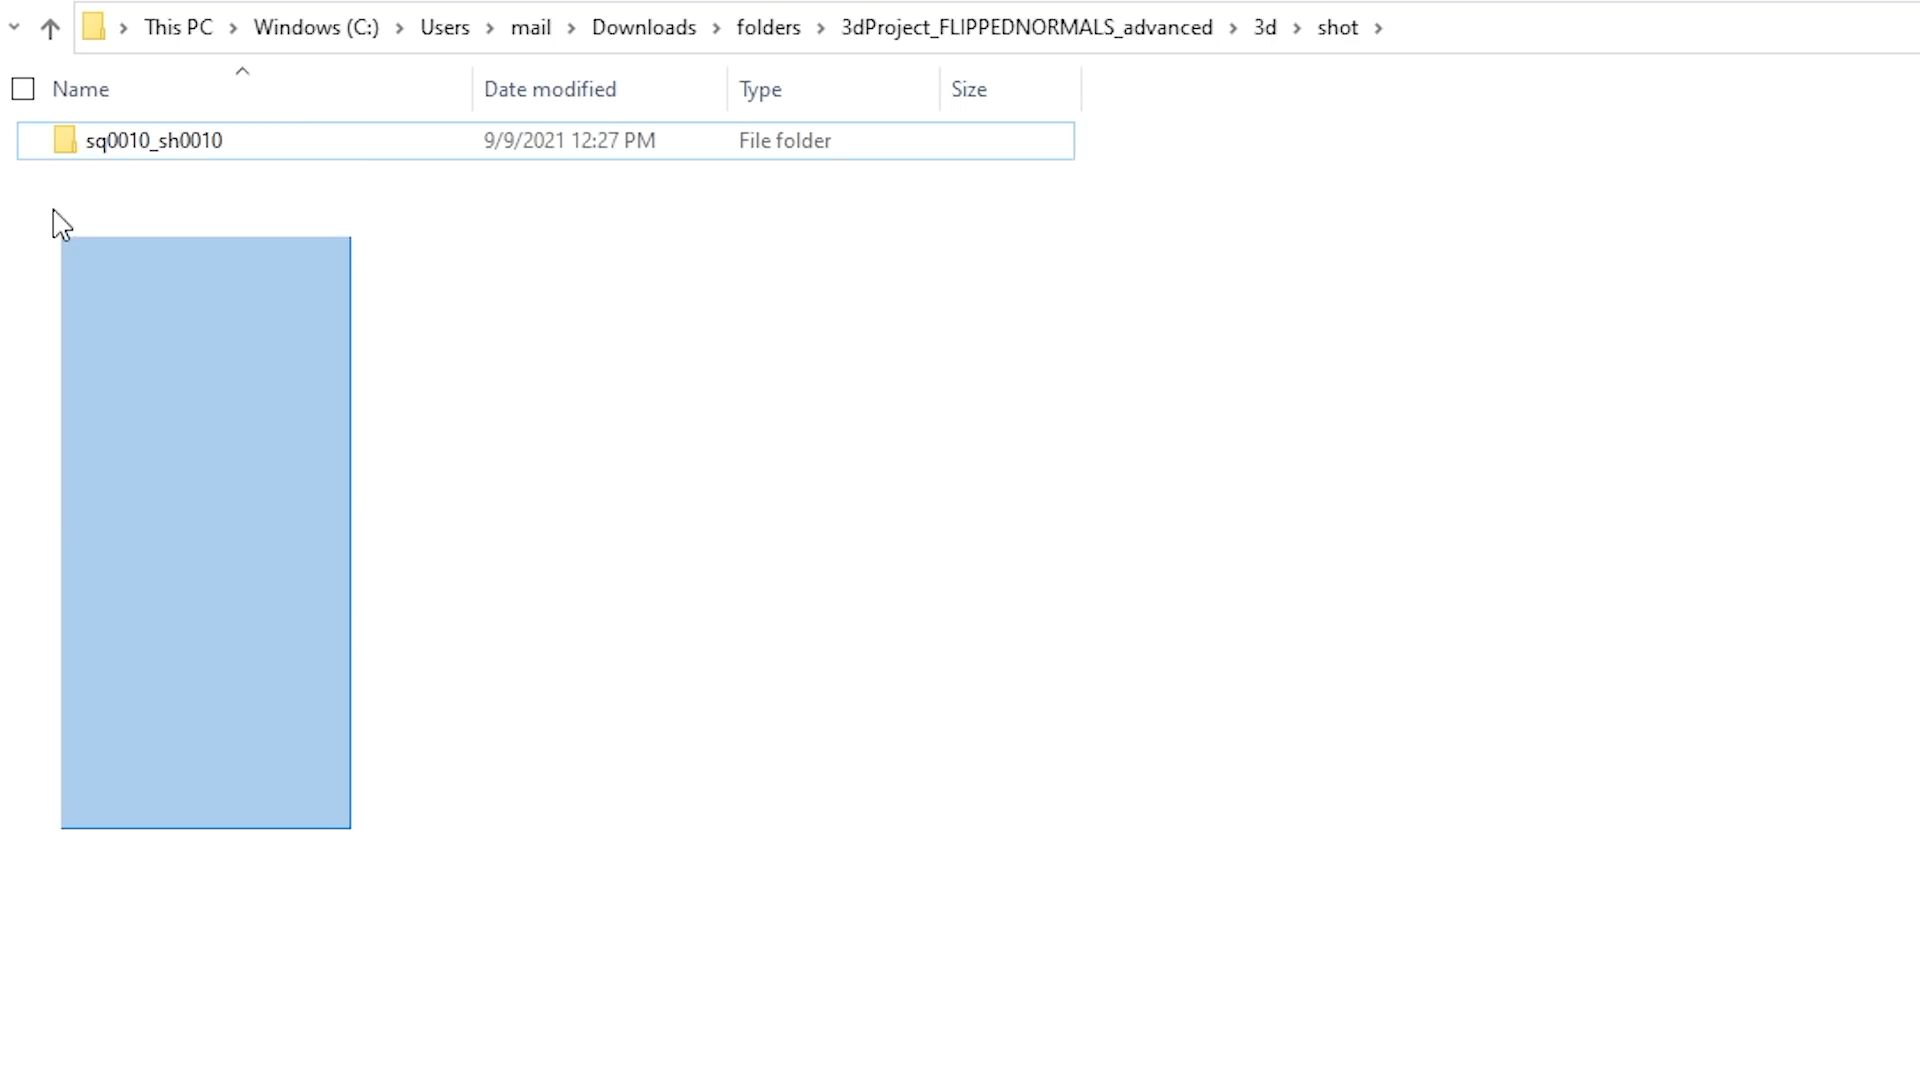 This PC > Windows (C:) > Users > mail > Downloads > folders > 3dProject_FLIPPEDNORMALS_advanced > 3d > shot >
Name Date modified Type Size
sq0010_sh0010 9/9/2021 12:27 PM File folder